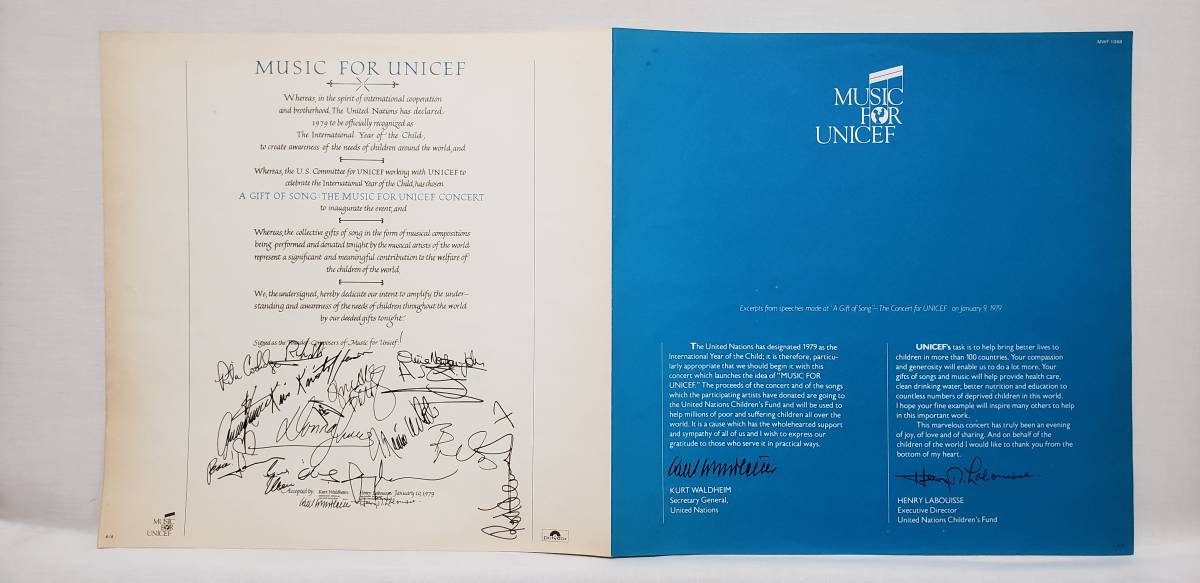 MUSIC FOR UNICEF
Whereas, in the spirit of international cooperation
and brotherhood, The United Nations has declared
1979 to be officially recognized as
The International Year of the Child,
to create awareness of the needs of children around the world, and
Whereas, the U.S. Committee for UNICEF working with UNICEF to
celebrate the International Year of the Child, has chosen
A GIFT OF SONG: THE MUSIC FOR UNICEF CONCERT
to inaugurate the event; and
Whereas, the collective gifts of song in the form of musical compositions
being performed and donated tonight by the musical artists of the world
represent a significant and meaningful contribution to the welfare of
the children of the world,
We, the undersigned, hereby dedicate our intent to amplify the under-
standing and awareness of the needs of children throughout the world
by our deeded gifts tonight.
Signed as the Composers of Music for Unicef
Accepted by: Kurt Waldheim Henry Labouisse January 10, 1979
MUSIC
FOR
UNICEF
polydor
MWF 1088
MUSIC
FOR
UNICEF
Excerpts from speeches made at "A Gift of Song"—The Concert for UNICEF on January 9, 1979
The United Nations has designated 1979 as the
International Year of the Child; it is therefore, particu-
larly appropriate that we should begin it with this
concert which launches the idea of "MUSIC FOR
UNICEF." The proceeds of the concert and of the songs
which the participating artists have donated are going to
the United Nations Children's Fund and will be used to
help millions of poor and suffering children all over the
world. It is a cause which has the wholehearted support
and sympathy of all of us and I wish to express our
gratitude to those who serve it in practical ways.
KURT WALDHEIM
Secretary General,
United Nations
UNICEF's task is to help bring better lives to
children in more than 100 countries. Your compassion
and generosity will enable us to do a lot more. Your
gifts of songs and music will help provide health care,
clean drinking water, better nutrition and education to
countless numbers of deprived children in this world.
I hope your fine example will inspire many others to help
in this important work.
This marvelous concert has truly been an evening
of joy, of love and of sharing. And on behalf of the
children of the world I would like to thank you from the
bottom of my heart.
Henry R. Labouisse
HENRY LABOUISSE
Executive Director
United Nations Children's Fund